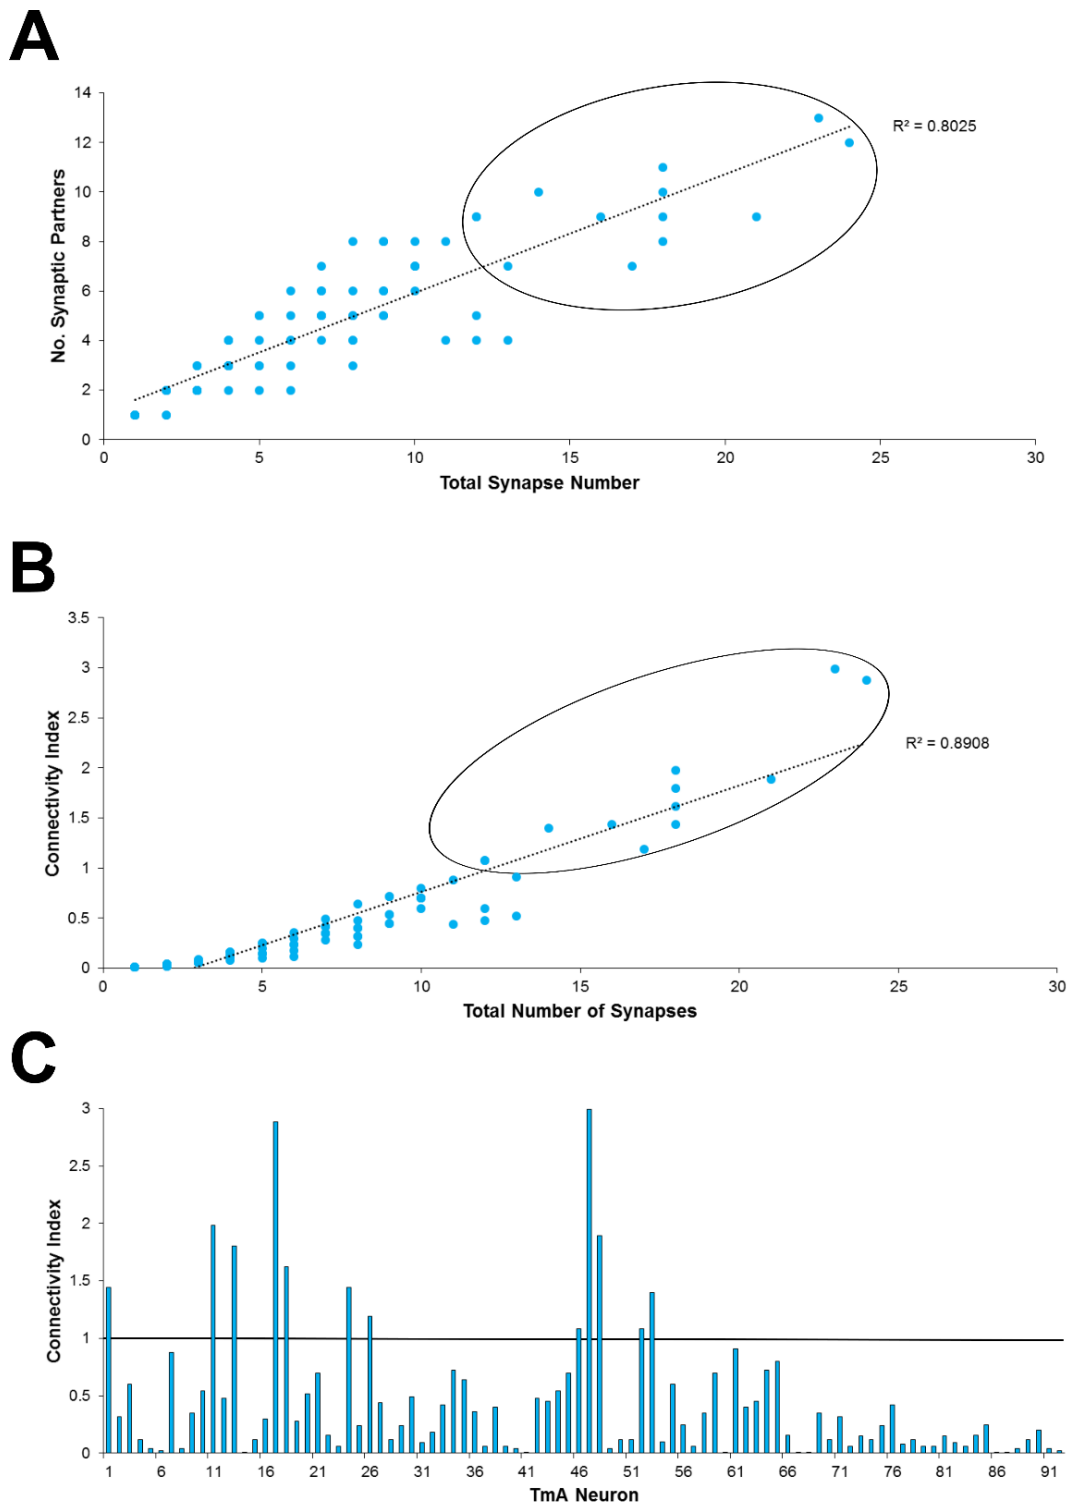 A
14
12
10
8
6
4
2
0
No. Synaptic Partners
R² = 0.8025
0 5 10 15 20 25 30
Total Synapse Number
B
3.5
3
2.5
2
1.5
1
0.5
0
Connectivity Index
R² = 0.8908
0 5 10 15 20 25 30
Total Number of Synapses
C
3
2.5
2
1.5
1
0.5
0
Connectivity Index
1 6 11 16 21 26 31 36 41 46 51 56 61 66 71 76 81 86 91
TmA Neuron